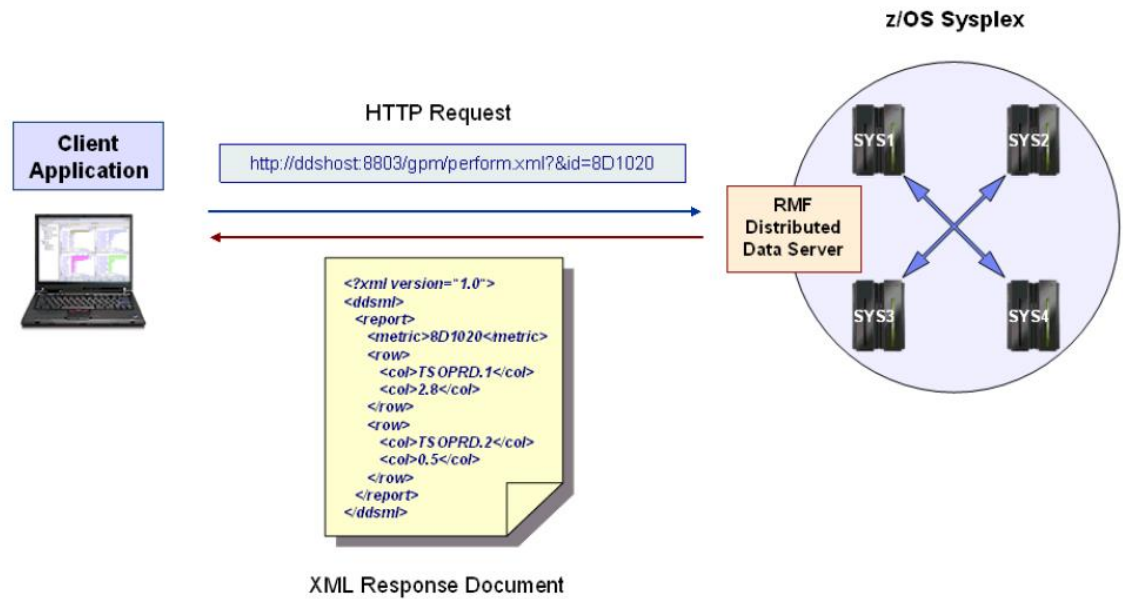 z/OS Sysplex
HTTP Request
Client
Application
http://ddshost:8803/gpm/perform.xml?&id=8D1020
SYS1
SYS2
RMF
Distributed
Data Server
SYS3
SYS4
<?xml version="1.0">
<ddsml>
<report>
<metric>8D1020</metric>
<row>
<col>TSOPRD.1</col>
<col>2.8</col>
</row>
<row>
<col>TSOPRD.2</col>
<col>0.5</col>
</row>
</report>
</ddsml>
XML Response Document